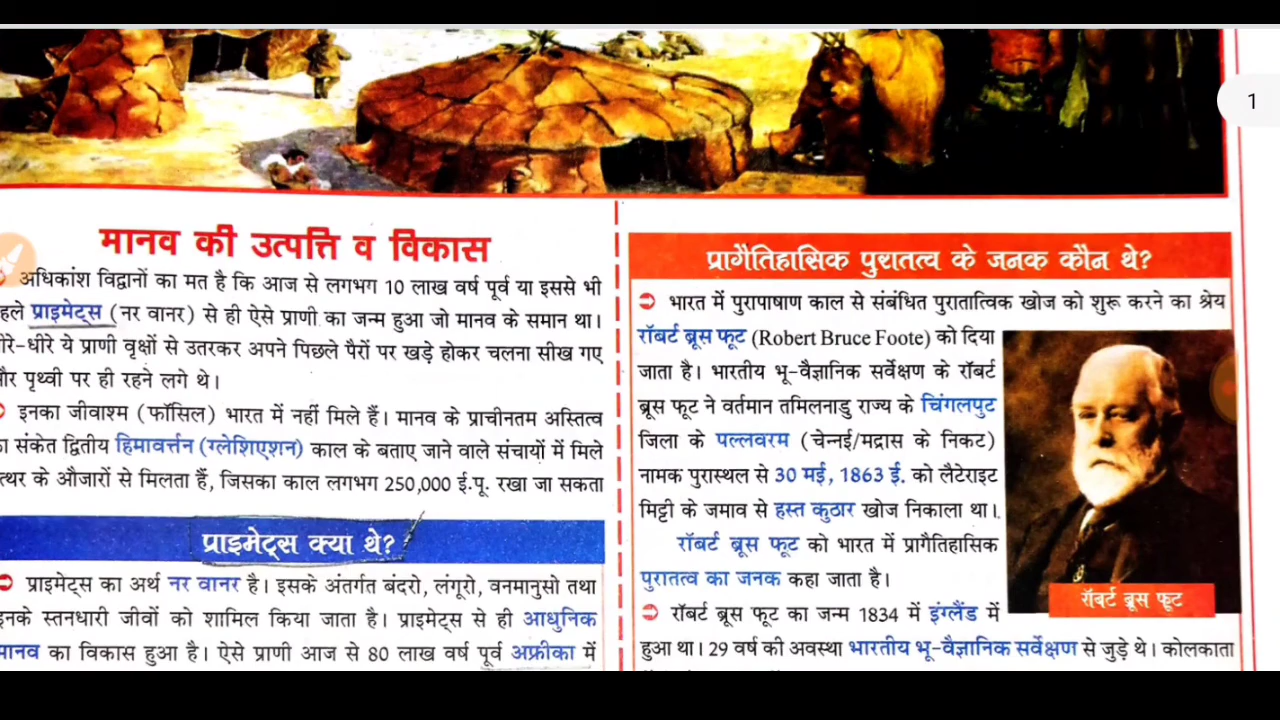 1
मानव की उत्पत्ति व विकास
अधिकांश विद्वानों का मत है कि आज से लगभग 10 लाख वर्ष पूर्व या इससे भी
प्राइमेट्स (नर वानर) से ही ऐसे प्राणी का जन्म हुआ जो मानव के समान था।
ये प्राणी वृक्षों से उतरकर अपने पिछले पैरों पर खड़े होकर चलना सीख गए
पृथ्वी पर ही रहने लगे थे।
इनका जीवाश्म (फॉसिल) भारत में नहीं मिले हैं। मानव के प्राचीनतम अस्तित्व
संकेत द्वितीय हिमावर्त्तन (ग्लेशिएशन) काल के बताए जाने वाले संचायों में मिले
के औजारों से मिलता हैं, जिसका काल लगभग 250,000 ई.पू. रखा जा सकता
प्राइमेट्स क्या थे?
प्राइमेट्स का अर्थ नर वानर है। इसके अंतर्गत बंदरो, लंगूरो, वनमानुसो तथा
इनके स्तनधारी जीवों को शामिल किया जाता है। प्राइमेट्स से ही आधुनिक
मानव का विकास हुआ है। ऐसे प्राणी आज से 80 लाख वर्ष पूर्व अफ्रीका में
प्रागैतिहासिक पुरातत्व के जनक कौन थे?
भारत में पुरापाषाण काल से संबंधित पुरातात्विक खोज को शुरू करने का श्रेय
रॉबर्ट ब्रूस फूट (Robert Bruce Foote) को दिया
जाता है। भारतीय भू-वैज्ञानिक सर्वेक्षण के रॉबर्ट
ब्रूस फूट ने वर्तमान तमिलनाडु राज्य के चिंगलपुट
जिला के पल्लवरम (चेन्नई/मद्रास के निकट)
नामक पुरास्थल से 30 मई, 1863 ई. को लैटेराइट
मिट्टी के जमाव से हस्त कुठार खोज निकाला था।
रॉबर्ट ब्रूस फूट को भारत में प्रागैतिहासिक
पुरातत्व का जनक कहा जाता है।
रॉबर्ट ब्रूस फूट
रॉबर्ट ब्रूस फूट का जन्म 1834 में इंग्लैंड में
हुआ था। 29 वर्ष की अवस्था भारतीय भू-वैज्ञानिक सर्वेक्षण से जुड़े थे। कोलकाता